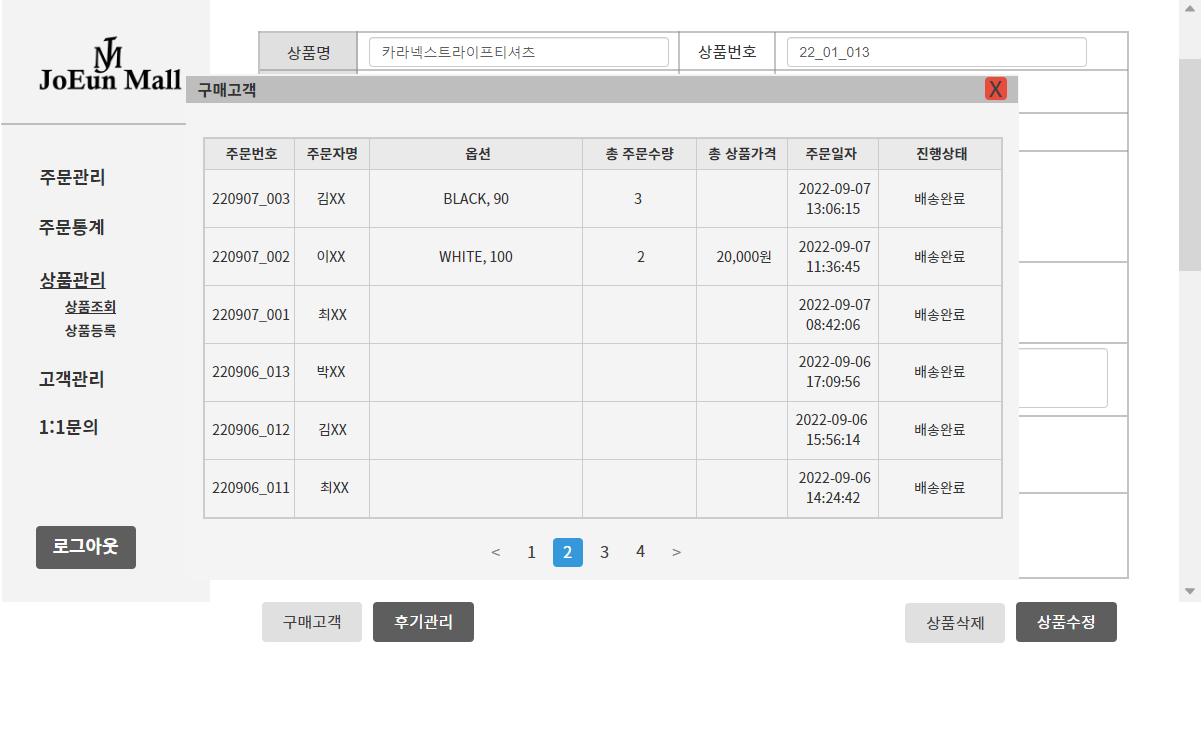 JM
JoEun Mall
상품명 카라넥스트라이프티셔츠 상품번호 22_01_013
구매고객 X
주문관리
주문통계
상품관리
상품조회
상품등록
고객관리
1:1문의
로그아웃
주문번호 주문자명 옵션 총 주문수량 총 상품가격 주문일자 진행상태
220907_003 김XX BLACK, 90 3 2022-09-07 13:06:15 배송완료
220907_002 이XX WHITE, 100 2 20,000원 2022-09-07 11:36:45 배송완료
220907_001 최XX 2022-09-07 08:42:06 배송완료
220906_013 박XX 2022-09-06 17:09:56 배송완료
220906_012 김XX 2022-09-06 15:56:14 배송완료
220906_011 최XX 2022-09-06 14:24:42 배송완료
< 1 2 3 4 >
구매고객 후기관리 상품삭제 상품수정